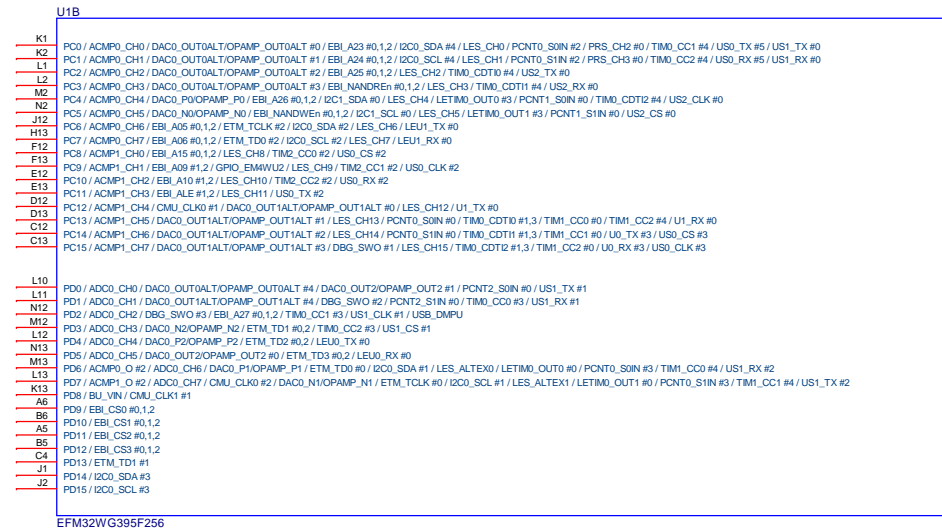 U1B
K1 PC0 / ACMP0_CH0 / DAC0_OUT0ALT/OPAMP_OUT0ALT #0 / EBI_A23 #0,1,2 / I2C0_SDA #4 / LES_CH0 / PCNT0_S0IN #2 / PRS_CH2 #0 / TIM0_CC1 #4 / US0_TX #5 / US1_TX #0
K2 PC1 / ACMP0_CH1 / DAC0_OUT0ALT/OPAMP_OUT0ALT #1 / EBI_A24 #0,1,2 / I2C0_SCL #4 / LES_CH1 / PCNT0_S1IN #2 / PRS_CH3 #0 / TIM0_CC2 #4 / US0_RX #5 / US1_RX #0
L1 PC2 / ACMP0_CH2 / DAC0_OUT0ALT/OPAMP_OUT0ALT #2 / EBI_A25 #0,1,2 / LES_CH2 / TIM0_CDTI0 #4 / US2_TX #0
L2 PC3 / ACMP0_CH3 / DAC0_OUT0ALT/OPAMP_OUT0ALT #3 / EBI_NANDREn #0,1,2 / LES_CH3 / TIM0_CDTI1 #4 / US2_RX #0
M2 PC4 / ACMP0_CH4 / DAC0_P0/OPAMP_P0 / EBI_A26 #0,1,2 / I2C1_SDA #0 / LES_CH4 / LETIM0_OUT0 #3 / PCNT1_S0IN #0 / TIM0_CDTI2 #4 / US2_CLK #0
N2 PC5 / ACMP0_CH5 / DAC0_N0/OPAMP_N0 / EBI_NANDWEn #0,1,2 / I2C1_SCL #0 / LES_CH5 / LETIM0_OUT1 #3 / PCNT1_S1IN #0 / US2_CS #0
J12 PC6 / ACMP0_CH6 / EBI_A05 #0,1,2 / ETM_TCLK #2 / I2C0_SDA #2 / LES_CH6 / LEU1_TX #0
H13 PC7 / ACMP0_CH7 / EBI_A06 #0,1,2 / ETM_TD0 #2 / I2C0_SCL #2 / LES_CH7 / LEU1_RX #0
F12 PC8 / ACMP1_CH0 / EBI_A15 #0,1,2 / LES_CH8 / TIM2_CC0 #2 / US0_CS #2
F13 PC9 / ACMP1_CH1 / EBI_A09 #1,2 / GPIO_EM4WU2 / LES_CH9 / TIM2_CC1 #2 / US0_CLK #2
E12 PC10 / ACMP1_CH2 / EBI_A10 #1,2 / LES_CH10 / TIM2_CC2 #2 / US0_RX #2
E13 PC11 / ACMP1_CH3 / EBI_ALE #1,2 / LES_CH11 / US0_TX #2
D12 PC12 / ACMP1_CH4 / CMU_CLK0 #1 / DAC0_OUT1ALT/OPAMP_OUT1ALT #0 / LES_CH12 / U1_TX #0
D13 PC13 / ACMP1_CH5 / DAC0_OUT1ALT/OPAMP_OUT1ALT #1 / LES_CH13 / PCNT0_S0IN #0 / TIM0_CDTI0 #1,3 / TIM1_CC0 #0 / TIM1_CC2 #4 / U1_RX #0
C12 PC14 / ACMP1_CH6 / DAC0_OUT1ALT/OPAMP_OUT1ALT #2 / LES_CH14 / PCNT0_S1IN #0 / TIM0_CDTI1 #1,3 / TIM1_CC1 #0 / U0_TX #3 / US0_CS #3
C13 PC15 / ACMP1_CH7 / DAC0_OUT1ALT/OPAMP_OUT1ALT #3 / DBG_SWO #1 / LES_CH15 / TIM0_CDTI2 #1,3 / TIM1_CC2 #0 / U0_RX #3 / US0_CLK #3
L10 PD0 / ADC0_CH0 / DAC0_OUT0ALT/OPAMP_OUT0ALT #4 / DAC0_OUT2/OPAMP_OUT2 #1 / PCNT2_S0IN #0 / US1_TX #1
L11 PD1 / ADC0_CH1 / DAC0_OUT1ALT/OPAMP_OUT1ALT #4 / DBG_SWO #2 / PCNT2_S1IN #0 / TIM0_CC0 #3 / US1_RX #1
N12 PD2 / ADC0_CH2 / DBG_SWO #3 / EBI_A27 #0,1,2 / TIM0_CC1 #3 / US1_CLK #1 / USB_DMPU
M12 PD3 / ADC0_CH3 / DAC0_N2/OPAMP_N2 / ETM_TD1 #0,2 / TIM0_CC2 #3 / US1_CS #1
L12 PD4 / ADC0_CH4 / DAC0_P2/OPAMP_P2 / ETM_TD2 #0,2 / LEU0_TX #0
N13 PD5 / ADC0_CH5 / DAC0_OUT2/OPAMP_OUT2 #0 / ETM_TD3 #0,2 / LEU0_RX #0
M13 PD6 / ACMP0_O #2 / ADC0_CH6 / DAC0_P1/OPAMP_P1 / ETM_TD0 #0 / I2C0_SDA #1 / LES_ALTEX0 / LETIM0_OUT0 #0 / PCNT0_S0IN #3 / TIM1_CC0 #4 / US1_RX #2
L13 PD7 / ACMP1_O #2 / ADC0_CH7 / CMU_CLK0 #2 / DAC0_N1/OPAMP_N1 / ETM_TCLK #0 / I2C0_SCL #1 / LES_ALTEX1 / LETIM0_OUT1 #0 / PCNT0_S1IN #3 / TIM1_CC1 #4 / US1_TX #2
K13 PD8 / BU_VIN / CMU_CLK1 #1
A6 PD9 / EBI_CS0 #0,1,2
B6 PD10 / EBI_CS1 #0,1,2
A5 PD11 / EBI_CS2 #0,1,2
B5 PD12 / EBI_CS3 #0,1,2
C4 PD13 / ETM_TD1 #1
J1 PD14 / I2C0_SDA #3
J2 PD15 / I2C0_SCL #3
EFM32WG395F256